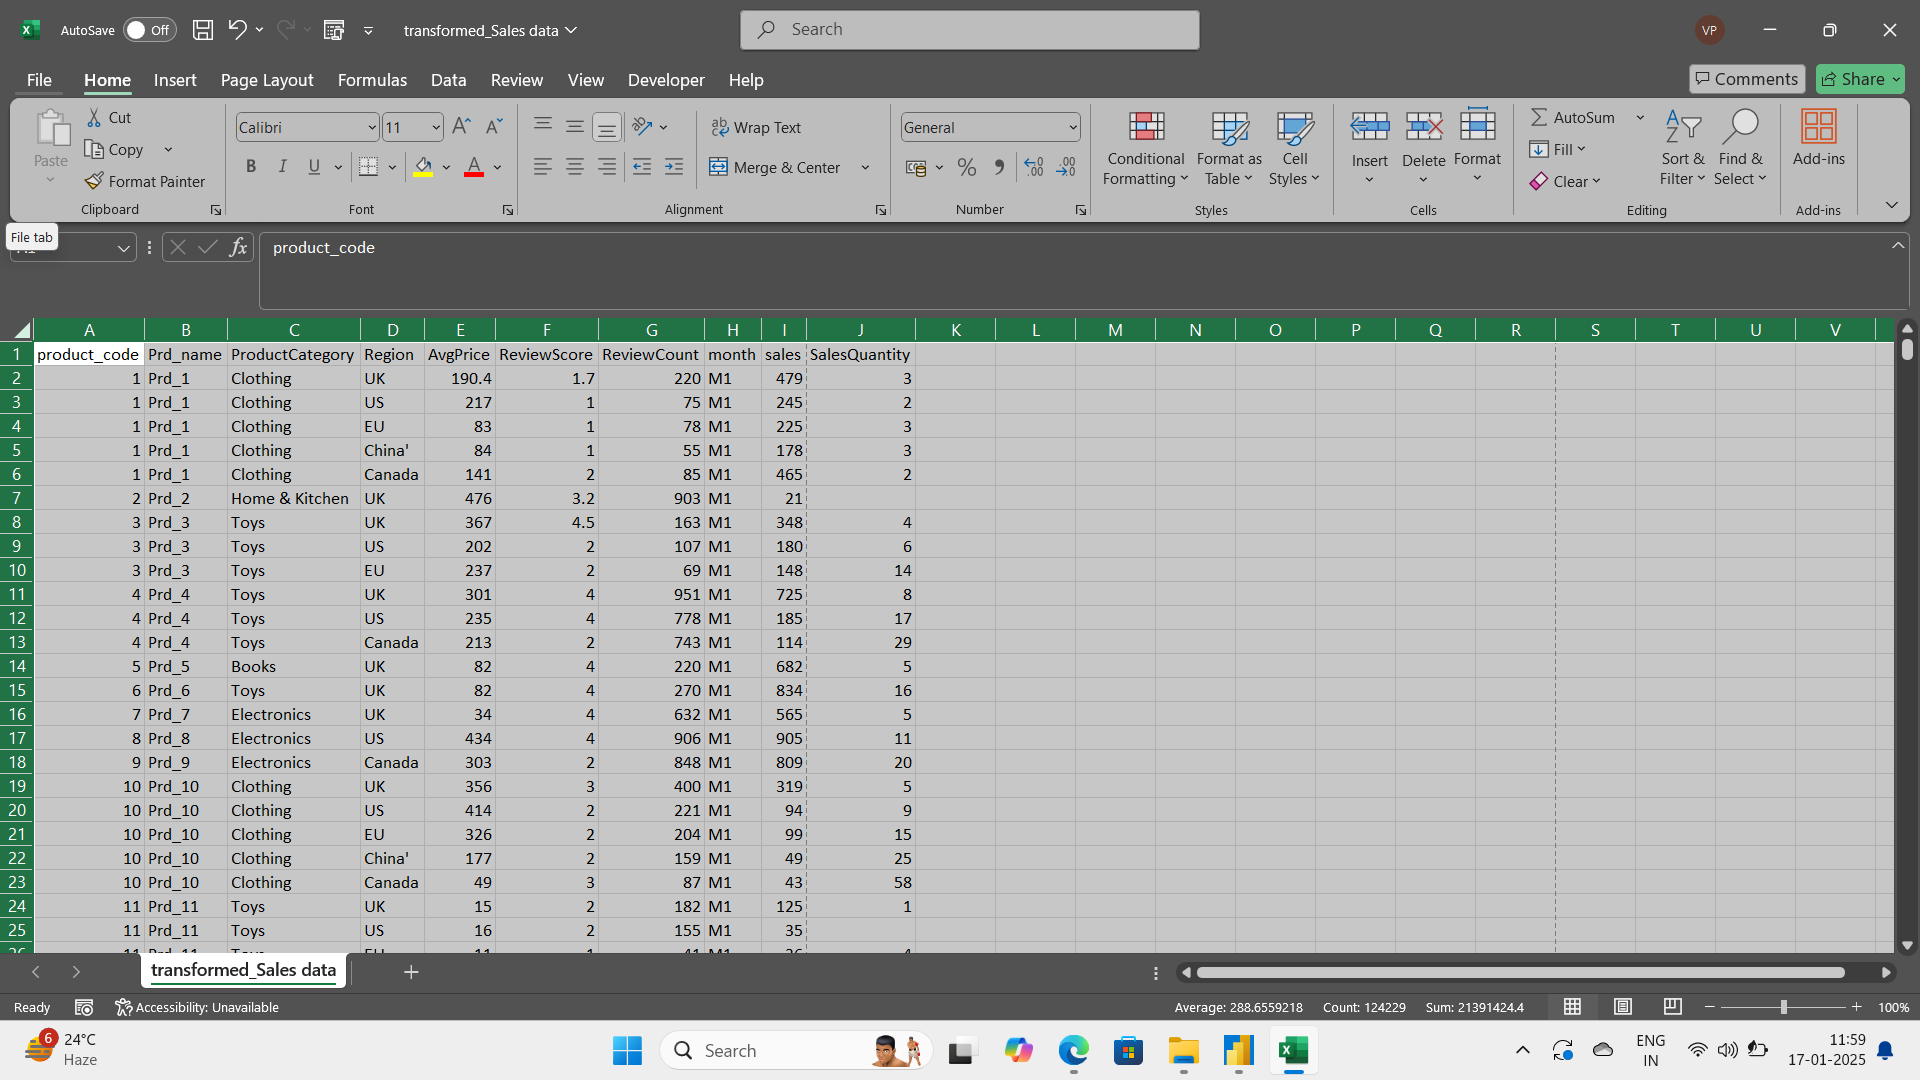 AutoSave Off transformed_Sales data Search VP
File Home Insert Page Layout Formulas Data Review View Developer Help Comments Share
Paste Cut Copy Format Painter Clipboard
Calibri 11 B I U A Font
Wrap Text Merge & Center Alignment
General % Number
Conditional Formatting Format as Table Cell Styles Styles
Insert Delete Format Cells
AutoSum Fill Clear Sort & Filter Find & Select Editing
Add-ins Add-ins
File tab
fx product_code
A B C D E F G H I J K L M N O P Q R S T U V
1 product_code Prd_name ProductCategory Region AvgPrice ReviewScore ReviewCount month sales SalesQuantity
2 1 Prd_1 Clothing UK 190.4 1.7 220 M1 479 3
3 1 Prd_1 Clothing US 217 1 75 M1 245 2
4 1 Prd_1 Clothing EU 83 1 78 M1 225 3
5 1 Prd_1 Clothing China' 84 1 55 M1 178 3
6 1 Prd_1 Clothing Canada 141 2 85 M1 465 2
7 2 Prd_2 Home & Kitchen UK 476 3.2 903 M1 21
8 3 Prd_3 Toys UK 367 4.5 163 M1 348 4
9 3 Prd_3 Toys US 202 2 107 M1 180 6
10 3 Prd_3 Toys EU 237 2 69 M1 148 14
11 4 Prd_4 Toys UK 301 4 951 M1 725 8
12 4 Prd_4 Toys US 235 4 778 M1 185 17
13 4 Prd_4 Toys Canada 213 2 743 M1 114 29
14 5 Prd_5 Books UK 82 4 220 M1 682 5
15 6 Prd_6 Toys UK 82 4 270 M1 834 16
16 7 Prd_7 Electronics UK 34 4 632 M1 565 5
17 8 Prd_8 Electronics US 434 4 906 M1 905 11
18 9 Prd_9 Electronics Canada 303 2 848 M1 809 20
19 10 Prd_10 Clothing UK 356 3 400 M1 319 5
20 10 Prd_10 Clothing US 414 2 221 M1 94 9
21 10 Prd_10 Clothing EU 326 2 204 M1 99 15
22 10 Prd_10 Clothing China' 177 2 159 M1 49 25
23 10 Prd_10 Clothing Canada 49 3 87 M1 43 58
24 11 Prd_11 Toys UK 15 2 182 M1 125 1
25 11 Prd_11 Toys US 16 2 155 M1 35
transformed_Sales data
Ready Accessibility: Unavailable Average: 288.6559218 Count: 124229 Sum: 21391424.4 100%
6 24°C Haze Search ENG IN 11:59 17-01-2025